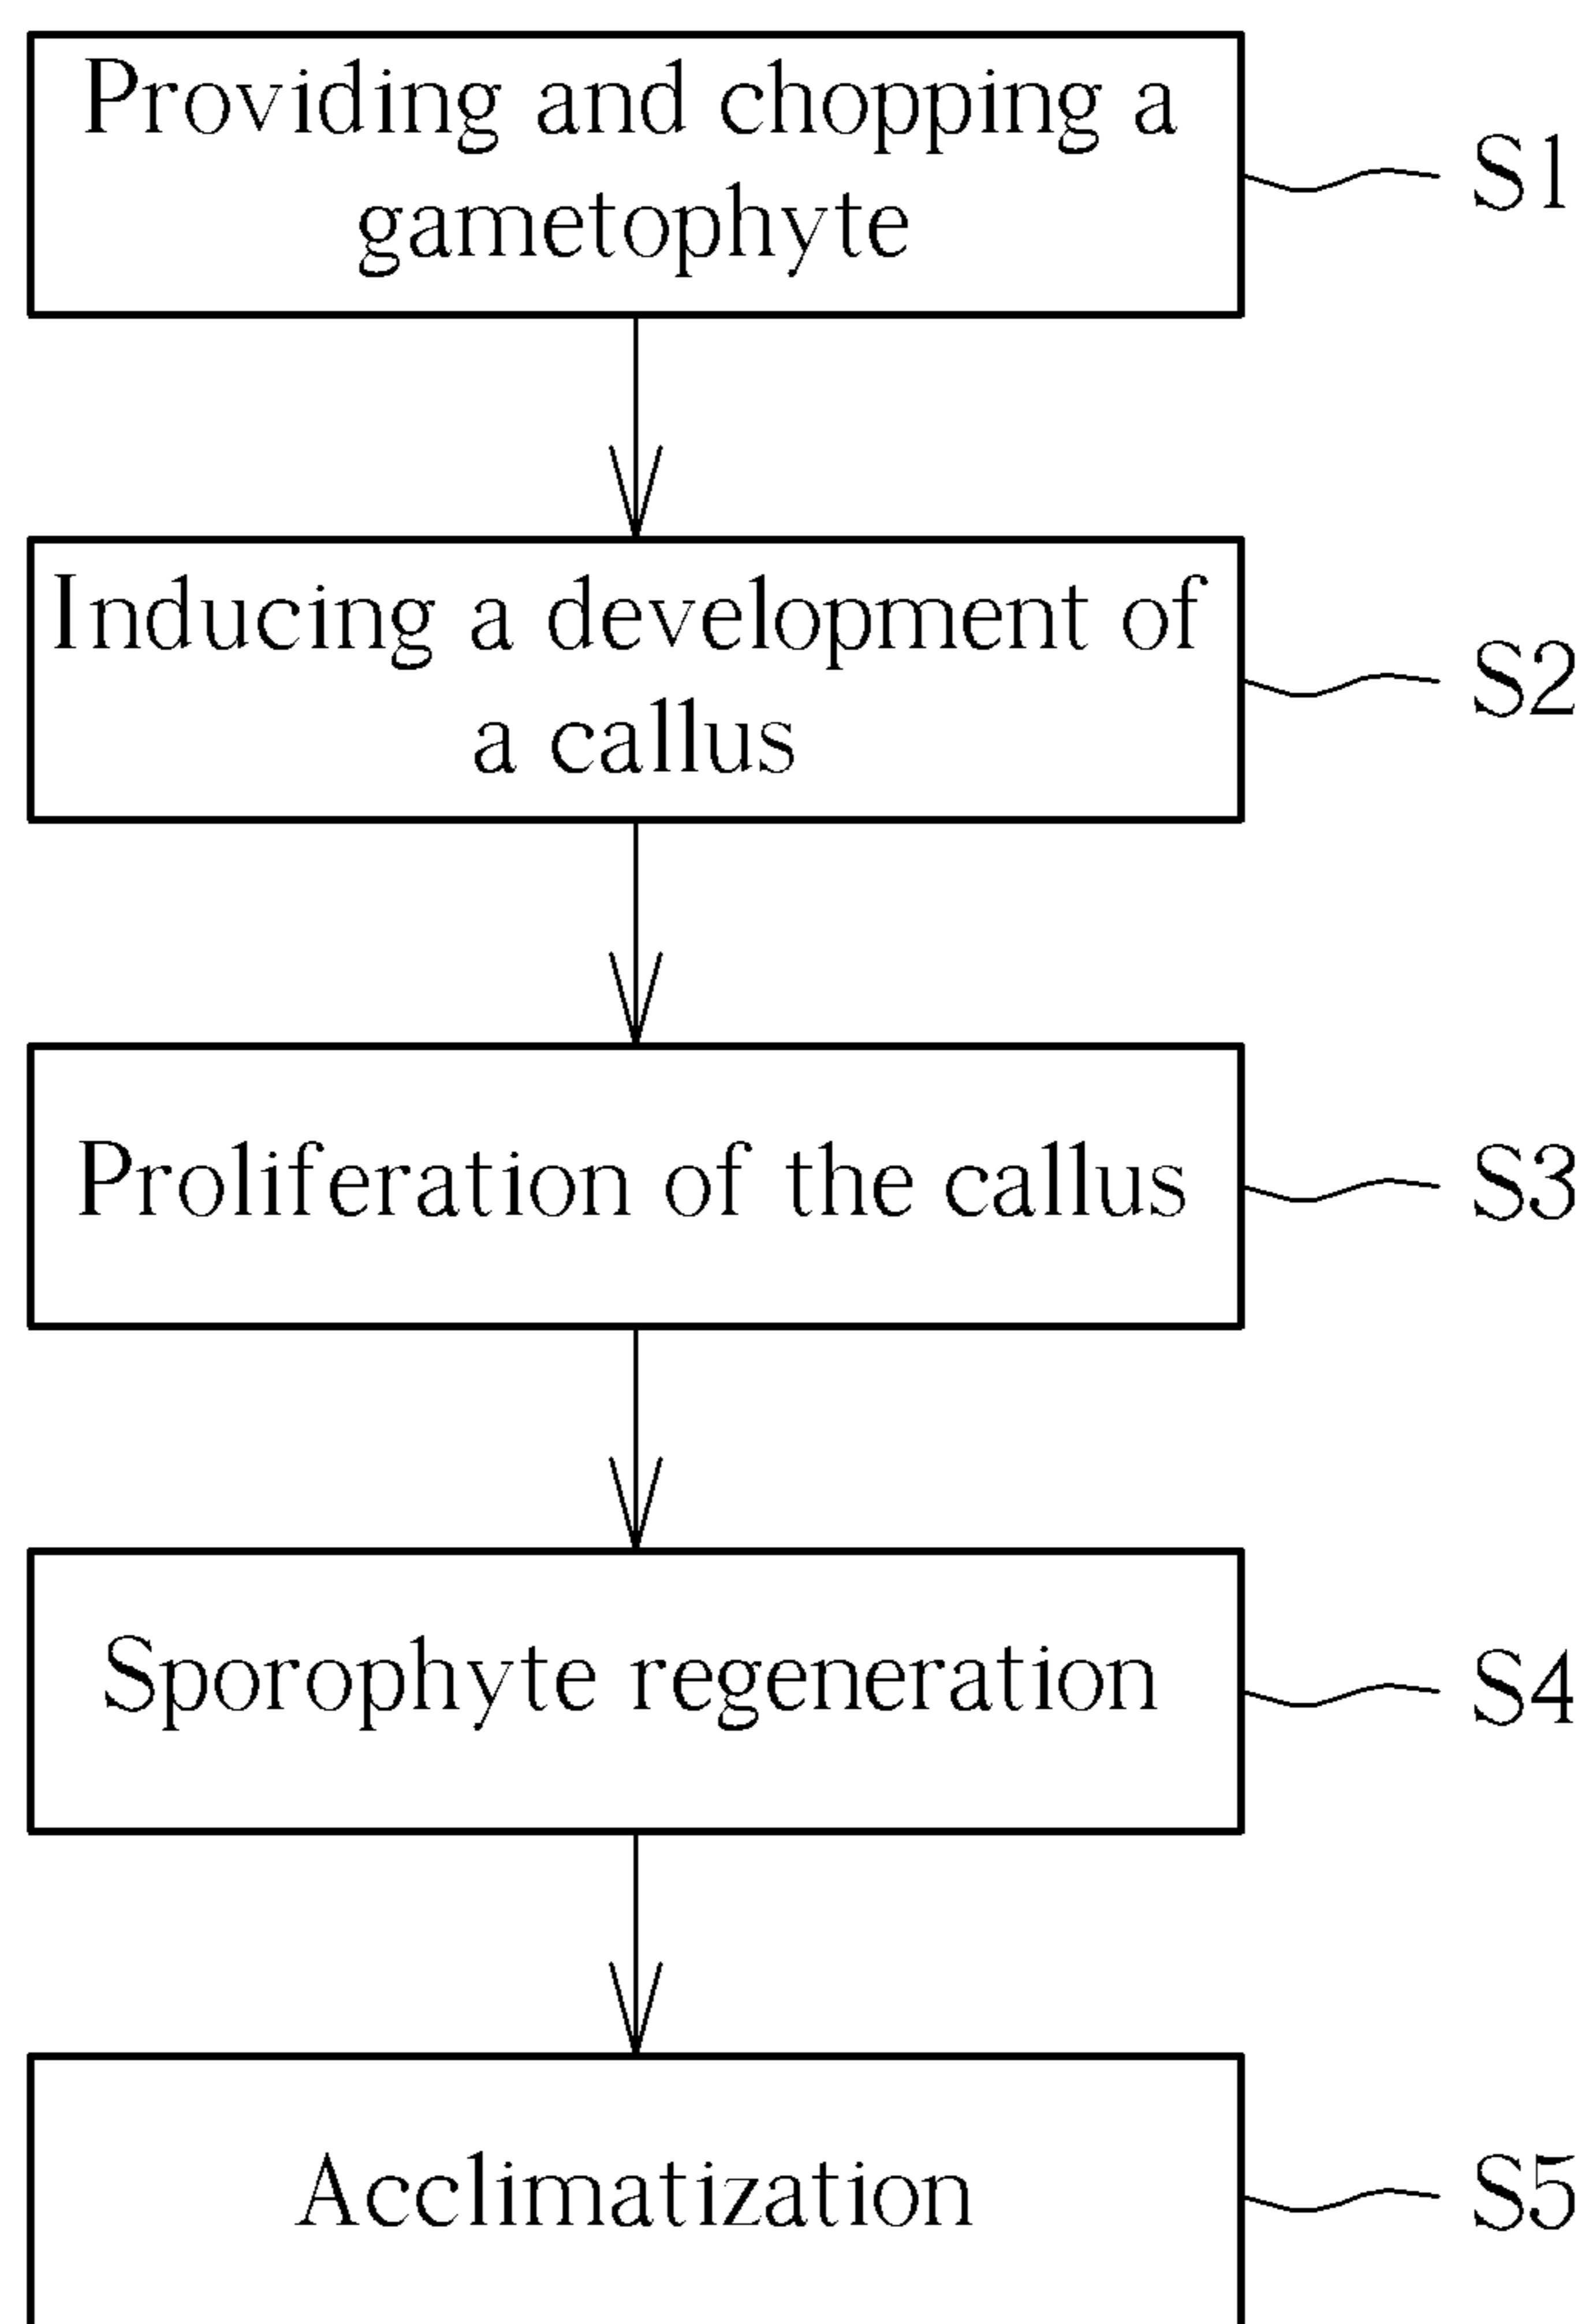 Providing and chopping a
gametophyte
S1
Inducing a development of
a callus
S2
Proliferation of the callus
S3
Sporophyte regeneration
S4
Acclimatization
S5